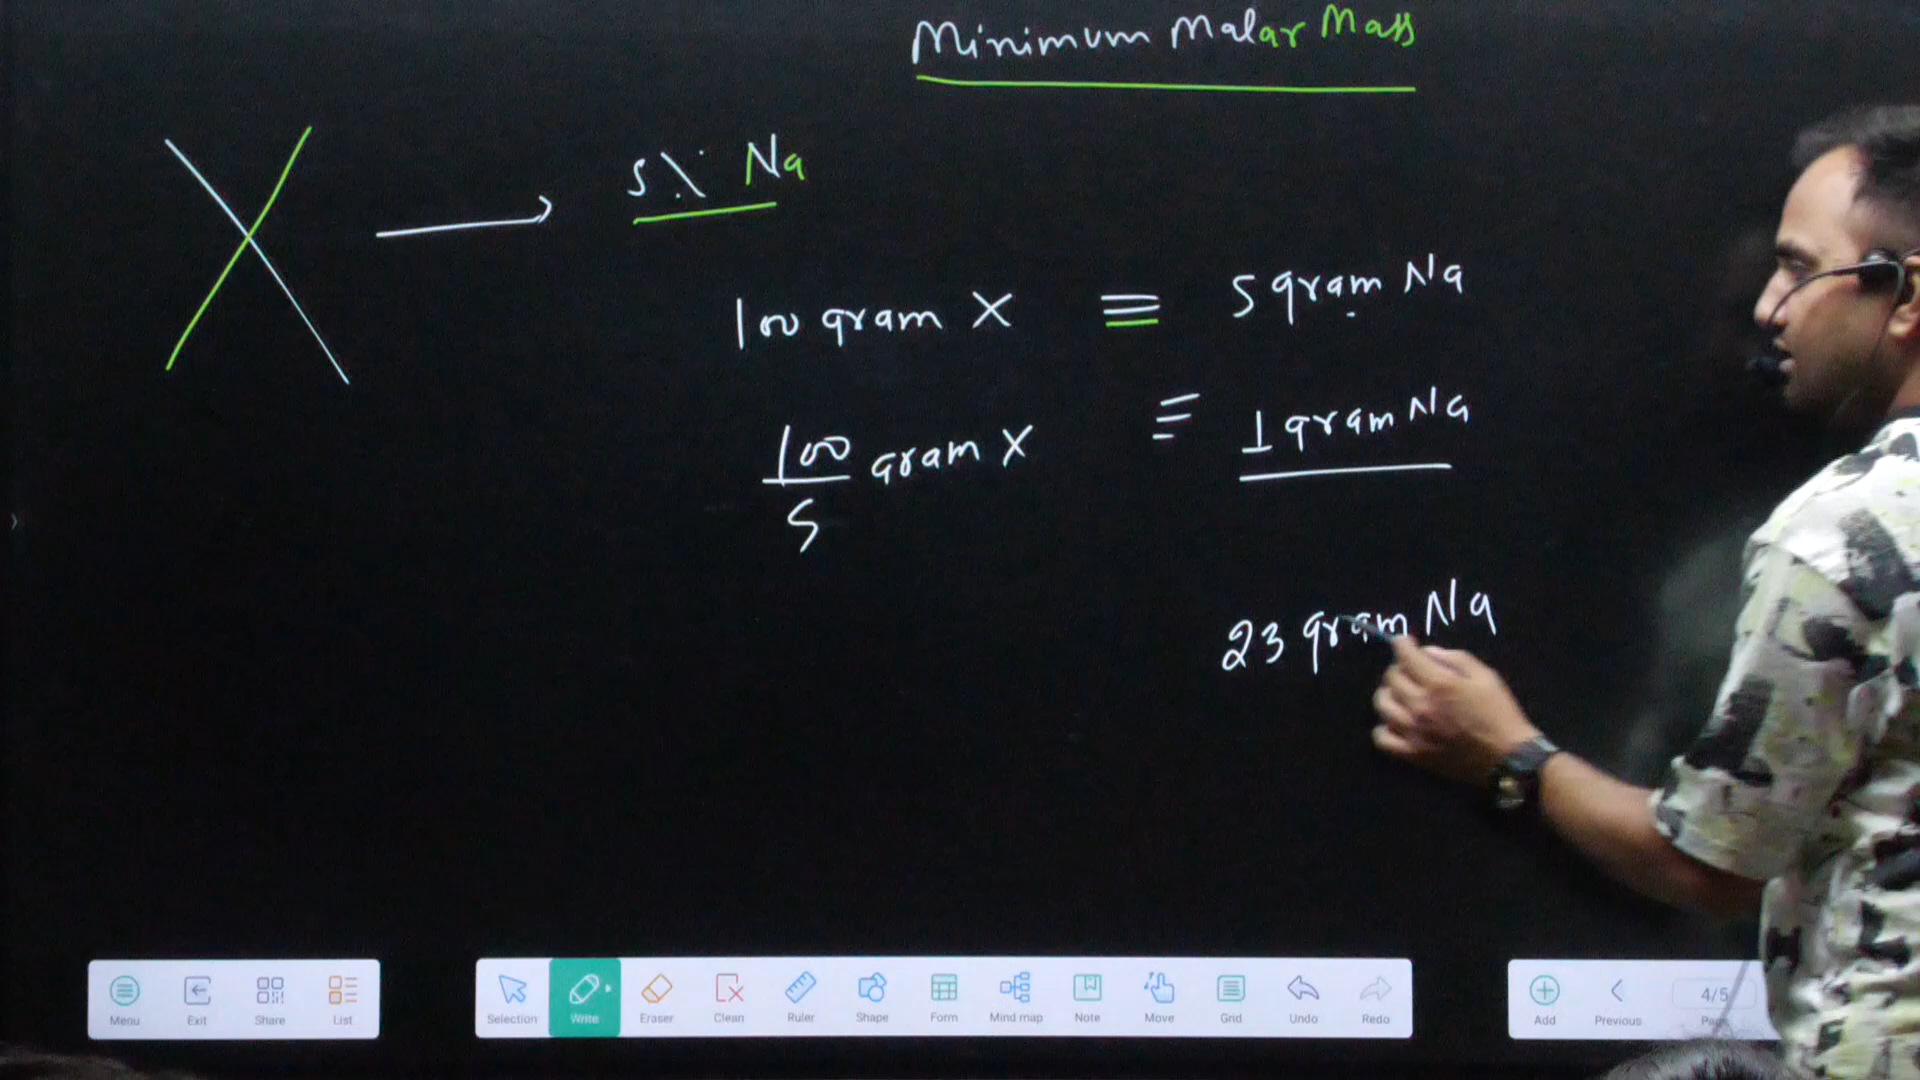 Minimum Malar Mass
X → 5% Na
100 gram X ≡ 5 gram Na
100/5 gram X ≡ 1 gram Na
23 gram Na
Menu Exit Share List Selection Write Eraser Clean Ruler Shape Form Mind map Note Move Grid Undo Redo Add Previous 4/5